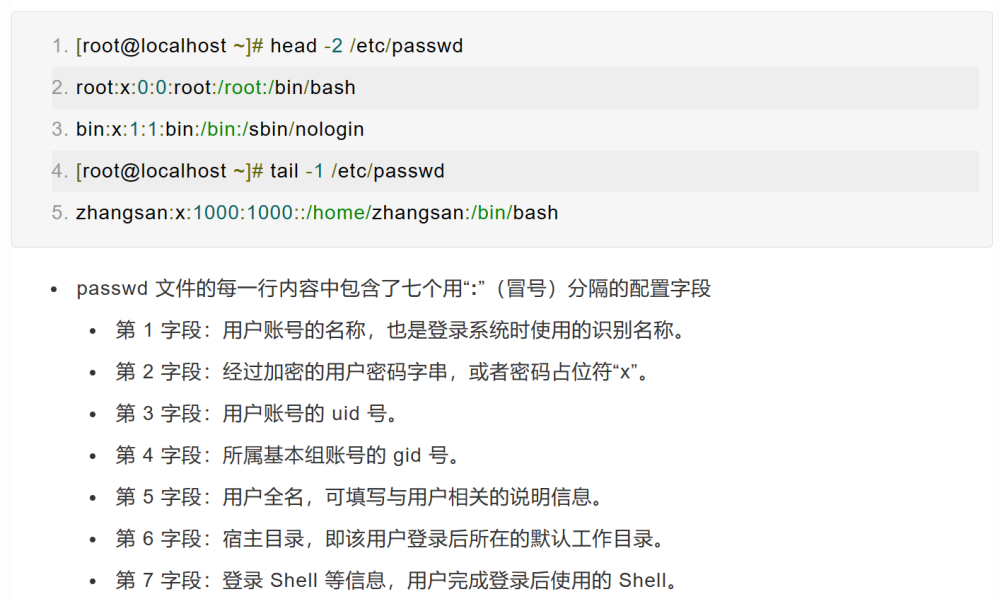 1. [root@localhost ~]# head -2 /etc/passwd
2. root:x:0:0:root:/root:/bin/bash
3. bin:x:1:1:bin:/bin:/sbin/nologin
4. [root@localhost ~]# tail -1 /etc/passwd
5. zhangsan:x:1000:1000::/home/zhangsan:/bin/bash
• passwd 文件的每一行内容中包含了七个用“:”（冒号）分隔的配置字段
• 第 1 字段：用户账号的名称，也是登录系统时使用的识别名称。
• 第 2 字段：经过加密的用户密码字串，或者密码占位符“x”。
• 第 3 字段：用户账号的 uid 号。
• 第 4 字段：所属基本组账号的 gid 号。
• 第 5 字段：用户全名，可填写与用户相关的说明信息。
• 第 6 字段：宿主目录，即该用户登录后所在的默认工作目录。
• 第 7 字段：登录 Shell 等信息，用户完成登录后使用的 Shell。